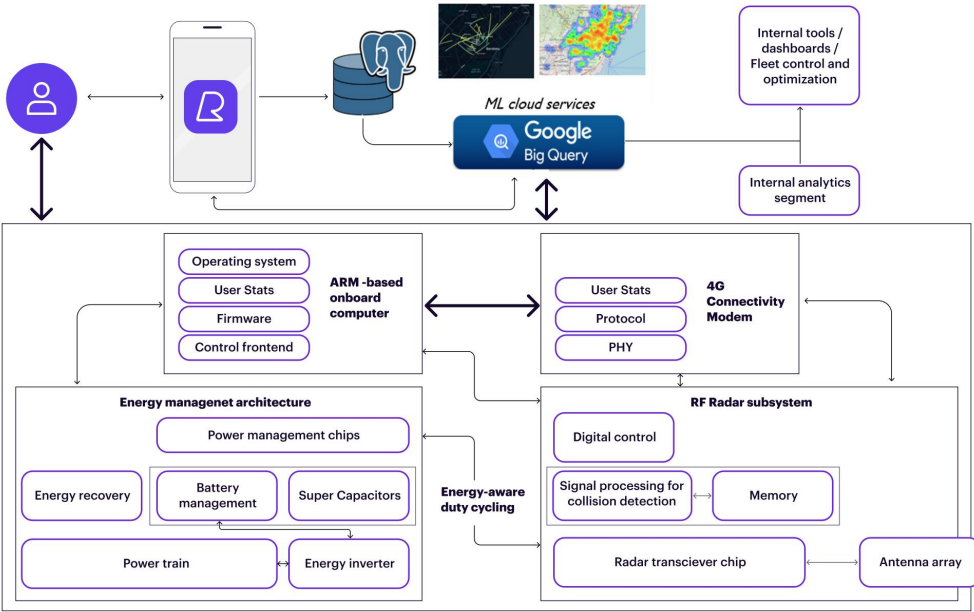 Internal tools /
dashboards /
Fleet control and
optimization
ML cloud services
Google
Big Query
Internal analytics
segment
Operating system
User Stats
Firmware
Control frontend
ARM -based
onboard
computer
User Stats
Protocol
PHY
4G
Connectivity
Modem
Energy managenet architecture
Power management chips
Energy recovery
Battery
management
Super Capacitors
Power train
Energy inverter
Energy-aware
duty cycling
RF Radar subsystem
Digital control
Signal processing for
collision detection
Memory
Radar transciever chip
Antenna array